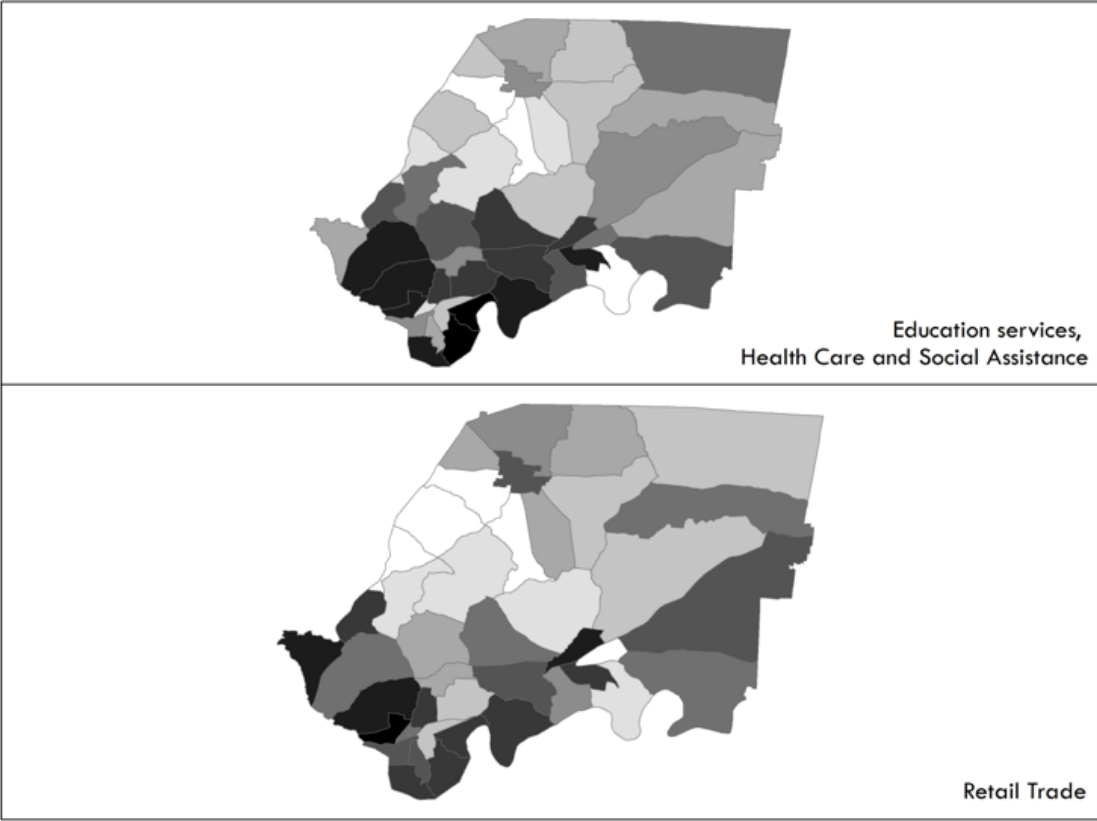 Education services,
Health Care and Social Assistance
Retail Trade